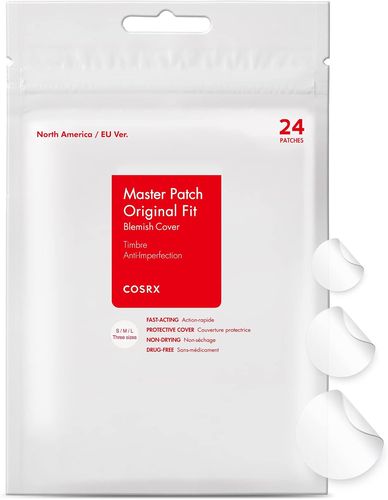 North America / EU Ver.
24
PATCHES
Master Patch
Original Fit
Blemish Cover
Timbre
Anti-Imperfection
COSRX
S / M / L
Three sizes
FAST-ACTING Action-rapide
PROTECTIVE COVER Couverture protectrice
NON-DRYING Non-séchage
DRUG-FREE Sans-médicament